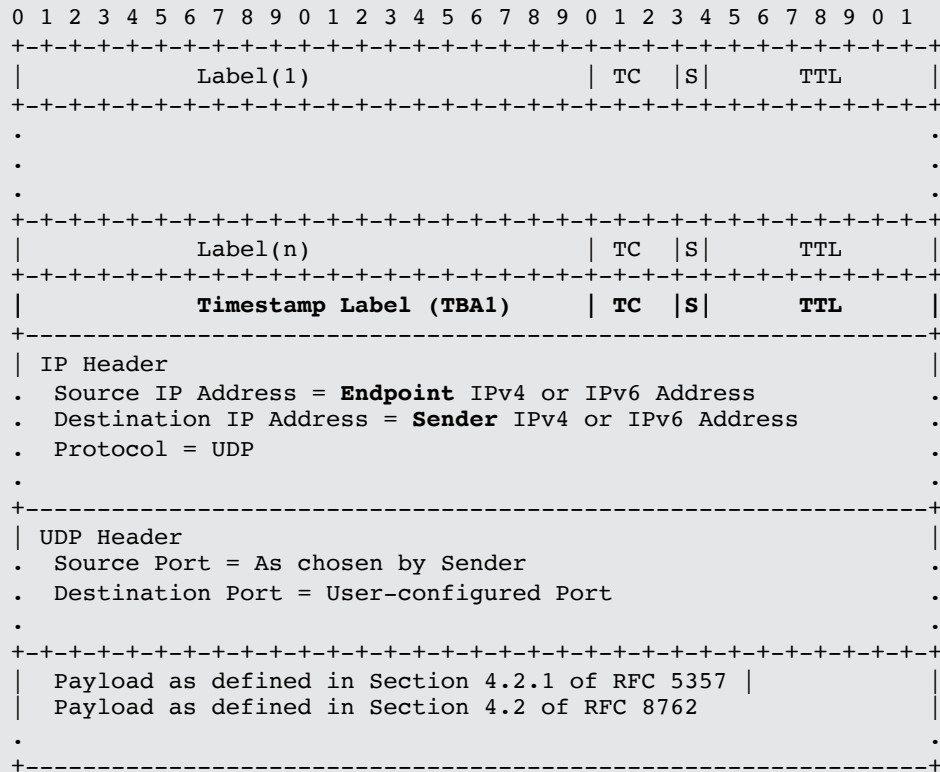 0 1 2 3 4 5 6 7 8 9 0 1 2 3 4 5 6 7 8 9 0 1 2 3 4 5 6 7 8 9 0 1
+-+-+-+-+-+-+-+-+-+-+-+-+-+-+-+-+-+-+-+-+-+-+-+-+-+-+-+-+-+-+-+-+
|            Label(1)                   | TC  |S|      TTL      |
+-+-+-+-+-+-+-+-+-+-+-+-+-+-+-+-+-+-+-+-+-+-+-+-+-+-+-+-+-+-+-+-+
.                                                               .
.                                                               .
.                                                               .
+-+-+-+-+-+-+-+-+-+-+-+-+-+-+-+-+-+-+-+-+-+-+-+-+-+-+-+-+-+-+-+-+
|            Label(n)                   | TC  |S|      TTL      |
+-+-+-+-+-+-+-+-+-+-+-+-+-+-+-+-+-+-+-+-+-+-+-+-+-+-+-+-+-+-+-+-+
|            Timestamp Label (TBA1)     | TC  |S|      TTL      |
+---------------------------------------------------------------+
| IP Header                                                     |
.  Source IP Address = Endpoint IPv4 or IPv6 Address            .
.  Destination IP Address = Sender IPv4 or IPv6 Address         .
.  Protocol = UDP                                               .
.                                                               .
+---------------------------------------------------------------+
| UDP Header                                                    |
.  Source Port = As chosen by Sender                            .
.  Destination Port = User-configured Port                      .
.                                                               .
+-+-+-+-+-+-+-+-+-+-+-+-+-+-+-+-+-+-+-+-+-+-+-+-+-+-+-+-+-+-+-+-+
|  Payload as defined in Section 4.2.1 of RFC 5357 |            |
|  Payload as defined in Section 4.2 of RFC 8762                |
.                                                               .
+---------------------------------------------------------------+